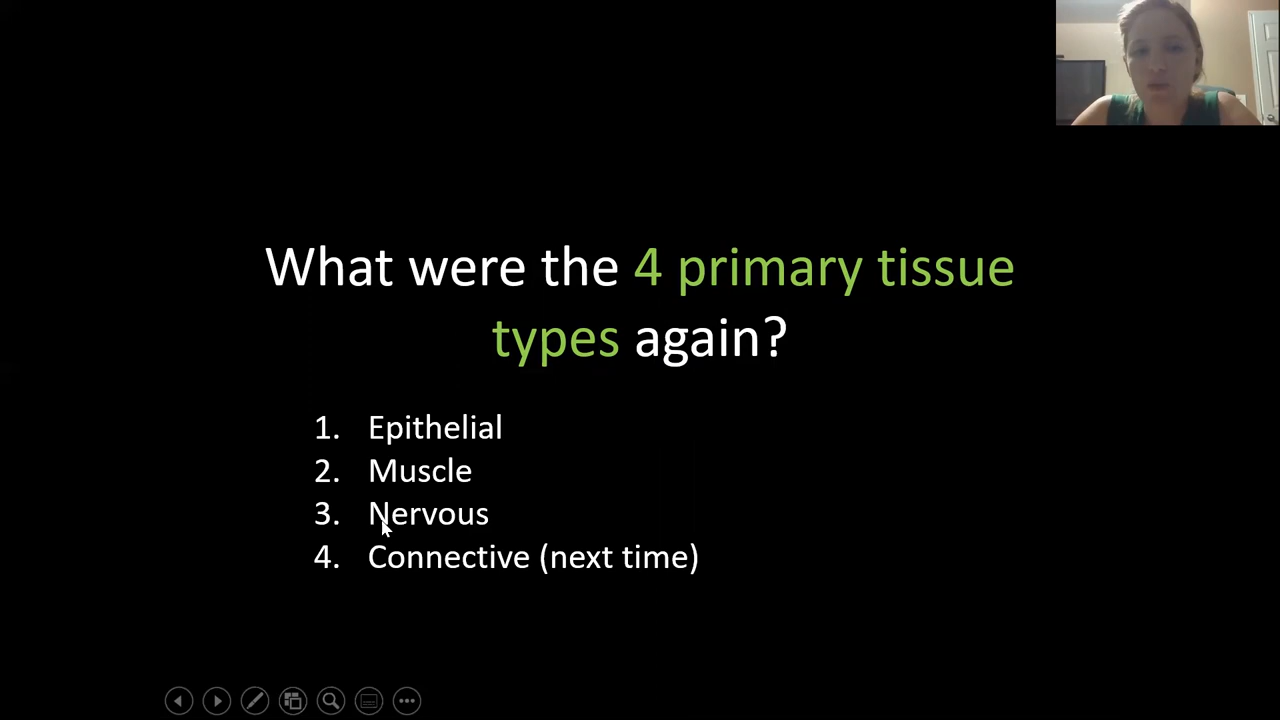 What were the 4 primary tissue
types again?
1. Epithelial
2. Muscle
3. Nervous
4. Connective (next time)